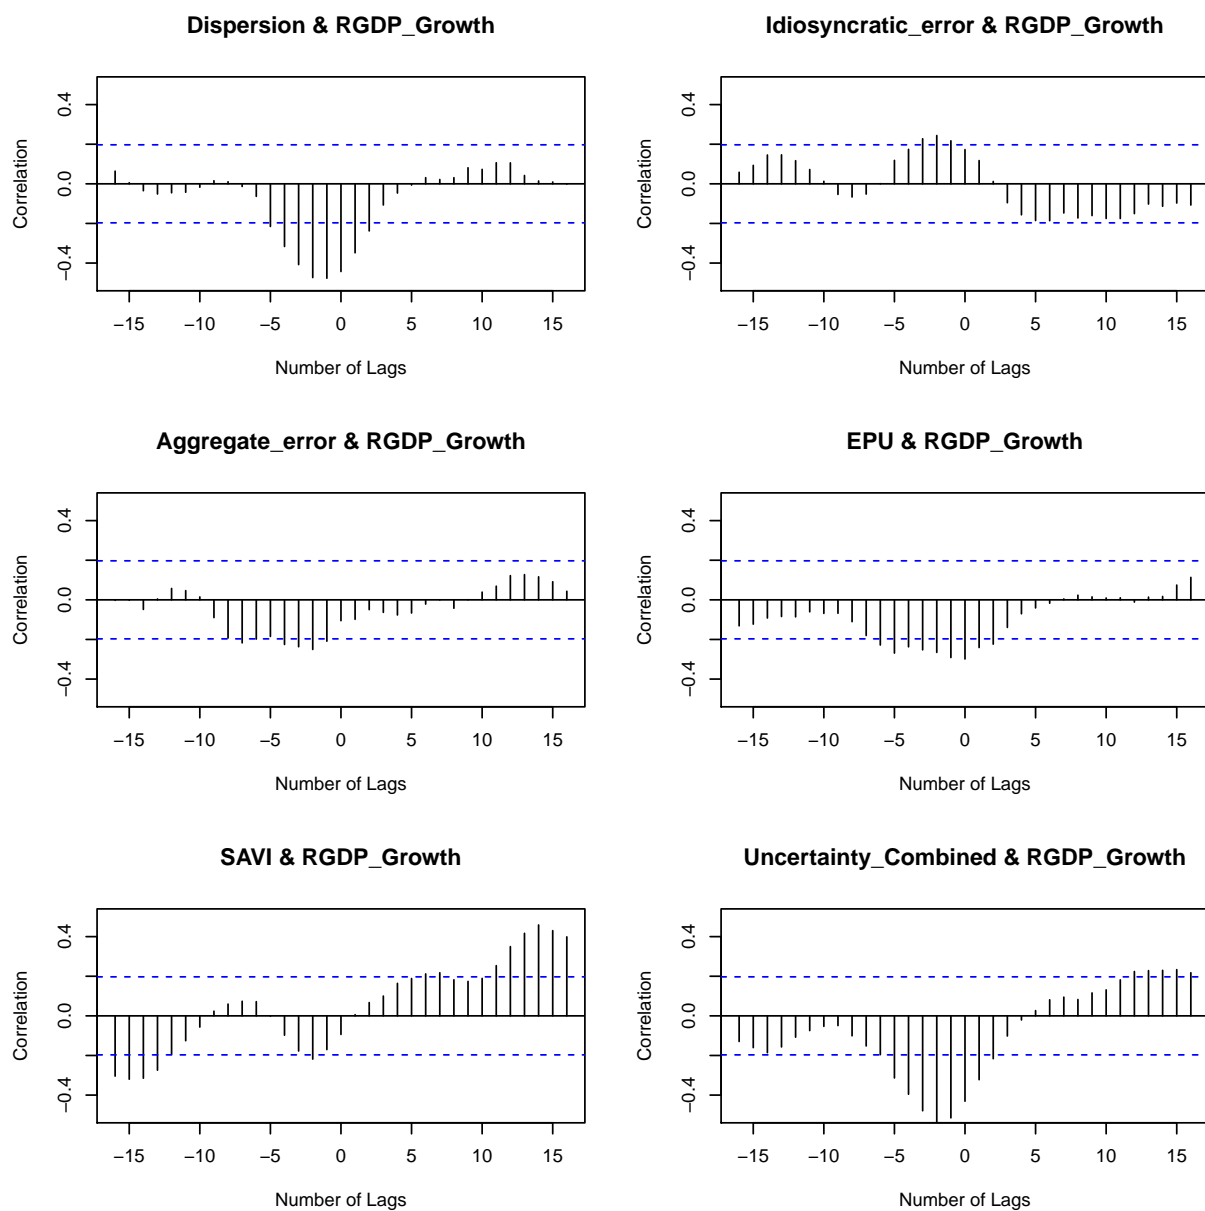 Dispersion & RGDP_Growth
Correlation
0.4
0.0
−0.4
−15 −10 −5 0 5 10 15
Number of Lags
Idiosyncratic_error & RGDP_Growth
Correlation
0.4
0.0
−0.4
−15 −10 −5 0 5 10 15
Number of Lags
Aggregate_error & RGDP_Growth
Correlation
0.4
0.0
−0.4
−15 −10 −5 0 5 10 15
Number of Lags
EPU & RGDP_Growth
Correlation
0.4
0.0
−0.4
−15 −10 −5 0 5 10 15
Number of Lags
SAVI & RGDP_Growth
Correlation
0.4
0.0
−0.4
−15 −10 −5 0 5 10 15
Number of Lags
Uncertainty_Combined & RGDP_Growth
Correlation
0.4
0.0
−0.4
−15 −10 −5 0 5 10 15
Number of Lags